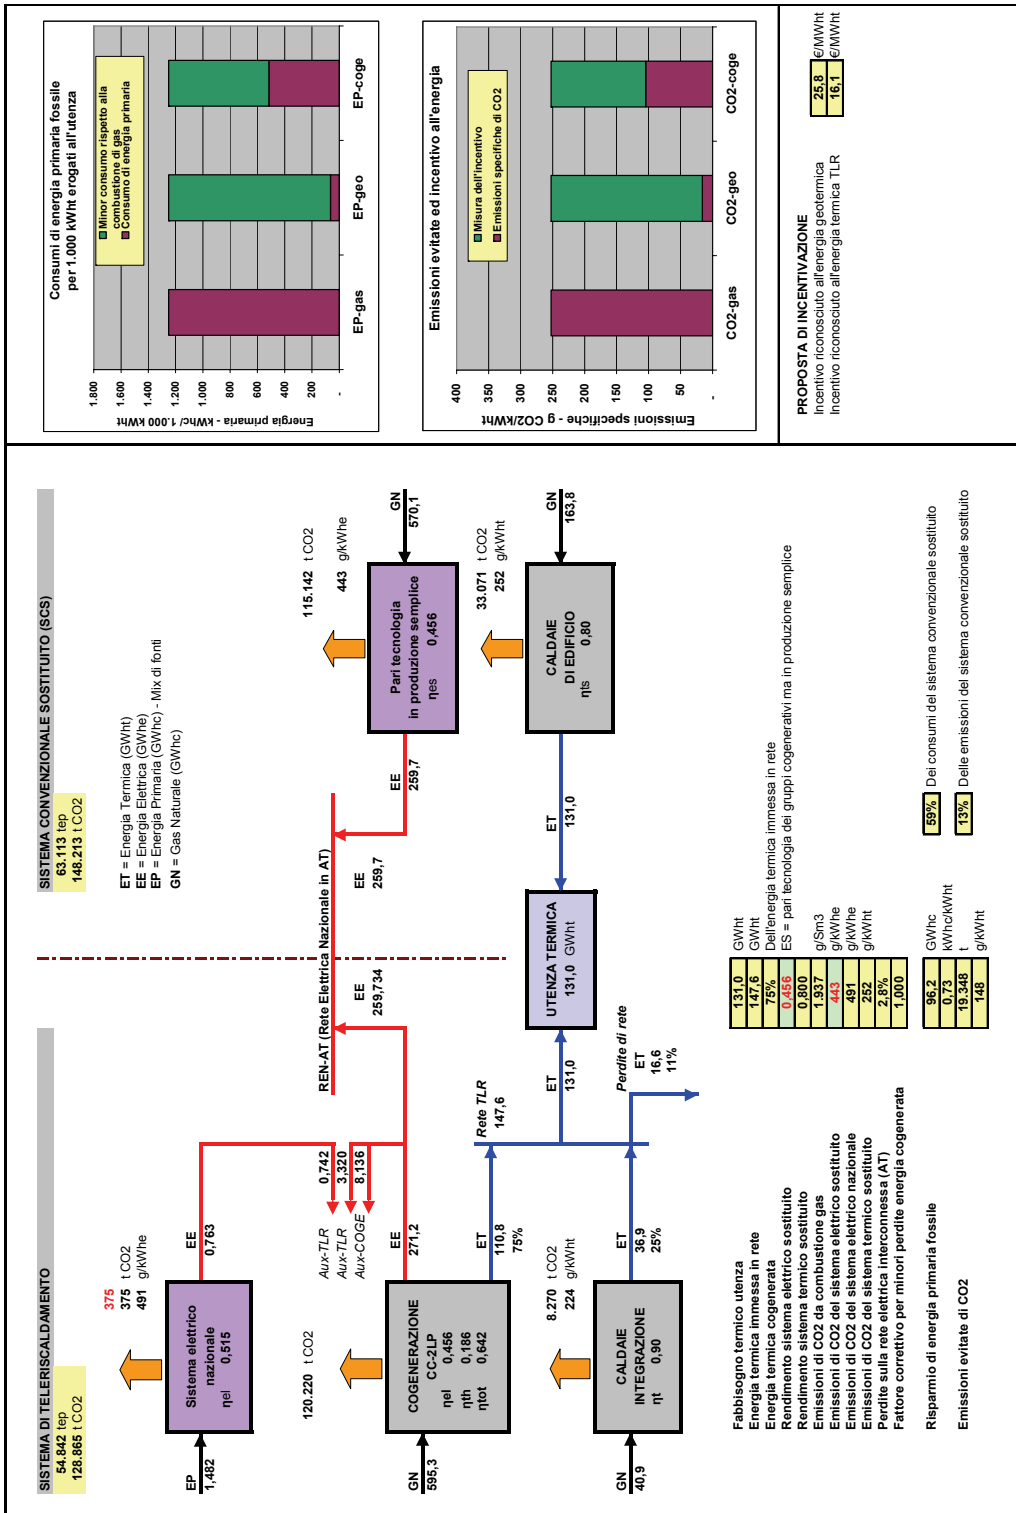 SISTEMA DI TELERISCALDAMENTO
54.842 tep
128.865 t CO2
375
375 t CO2
491 g/kWhe
EP
1,482
Sistema elettrico
nazionale
ηel 0,515
EE
0,763
120.220 t CO2
Aux-TLR 0,742
Aux-TLR 3,320
Aux-COGE 8,136
GN
595,3
COGENERAZIONE
CC-2LP
ηel 0,456
ηth 0,186
ηtot 0,642
EE
271,2
ET
110,8
75%
8.270 t CO2
224 g/kWht
GN
40,9
CALDAIE
INTEGRAZIONE
ηt 0,90
ET
36,9
25%
Rete TLR
147,6
REN-AT (Rete Elettrica Nazionale in AT)
EE
259,734
ET
131,0
Perdite di rete
ET
16,6
11%
UTENZA TERMICA
131,0 GWht
SISTEMA CONVENZIONALE SOSTITUITO (SCS)
63.113 tep
148.213 t CO2
ET = Energia Termica (GWht)
EE = Energia Elettrica (GWhe)
EP = Energia Primaria (GWhc) - Mix di fonti
GN = Gas Naturale (GWhc)
EE
259,7
EE
259,7
115.142 t CO2
443 g/kWhe
Pari tecnologia
in produzione semplice
ηes 0,456
GN
570,1
33.071 t CO2
252 g/kWht
ET
131,0
CALDAIE
DI EDIFICIO
ηts 0,80
GN
163,8
Fabbisogno termico utenza 131,0 GWht
Energia termica immessa in rete 147,6 GWht
Energia termica cogenerata 75% Dell'energia termica immessa in rete
Rendimento sistema elettrico sostituito 0,456 ES = pari tecnologia dei gruppi cogenerativi ma in produzione semplice
Rendimento sistema termico sostituito 0,800
Emissioni di CO2 da combustione gas 1.937 g/Sm3
Emissioni di CO2 del sistema elettrico sostituito 443 g/kWhe
Emissioni di CO2 del sistema elettrico nazionale 491 g/kWhe
Emissioni di CO2 del sistema termico sostituito 252 g/kWht
Perdite sulla rete elettrica interconnessa (AT) 2,8%
Fattore correttivo per minori perdite energia cogenerata 1,000
Risparmio di energia primaria fossile 96,2 GWhc 59% Dei consumi del sistema convenzionale sostituito
0,73 kWhc/kWht
Emissioni evitate di CO2 19.348 t 13% Delle emissioni del sistema convenzionale sostituito
148 g/kWht
Consumi di energia primaria fossile
per 1.000 kWht erogati all'utenza
Energia primaria - kWhc/ 1.000 kWht
1.800
1.600
1.400
1.200
1.000
800
600
400
200
-
Minor consumo rispetto alla
combustione di gas
Consumo di energia primaria
EP-gas
EP-geo
EP-coge
Emissioni evitate ed incentivo all'energia
Emissioni specifiche - g CO2/kWht
400
350
300
250
200
150
100
50
-
Misura dell'incentivo
Emissioni specifiche di CO2
CO2-gas
CO2-geo
CO2-coge
PROPOSTA DI INCENTIVAZIONE
Incentivo riconosciuto all'energia geotermica 25,8 €/MWht
Incentivo riconosciuto all'energia termica TLR 16,1 €/MWht